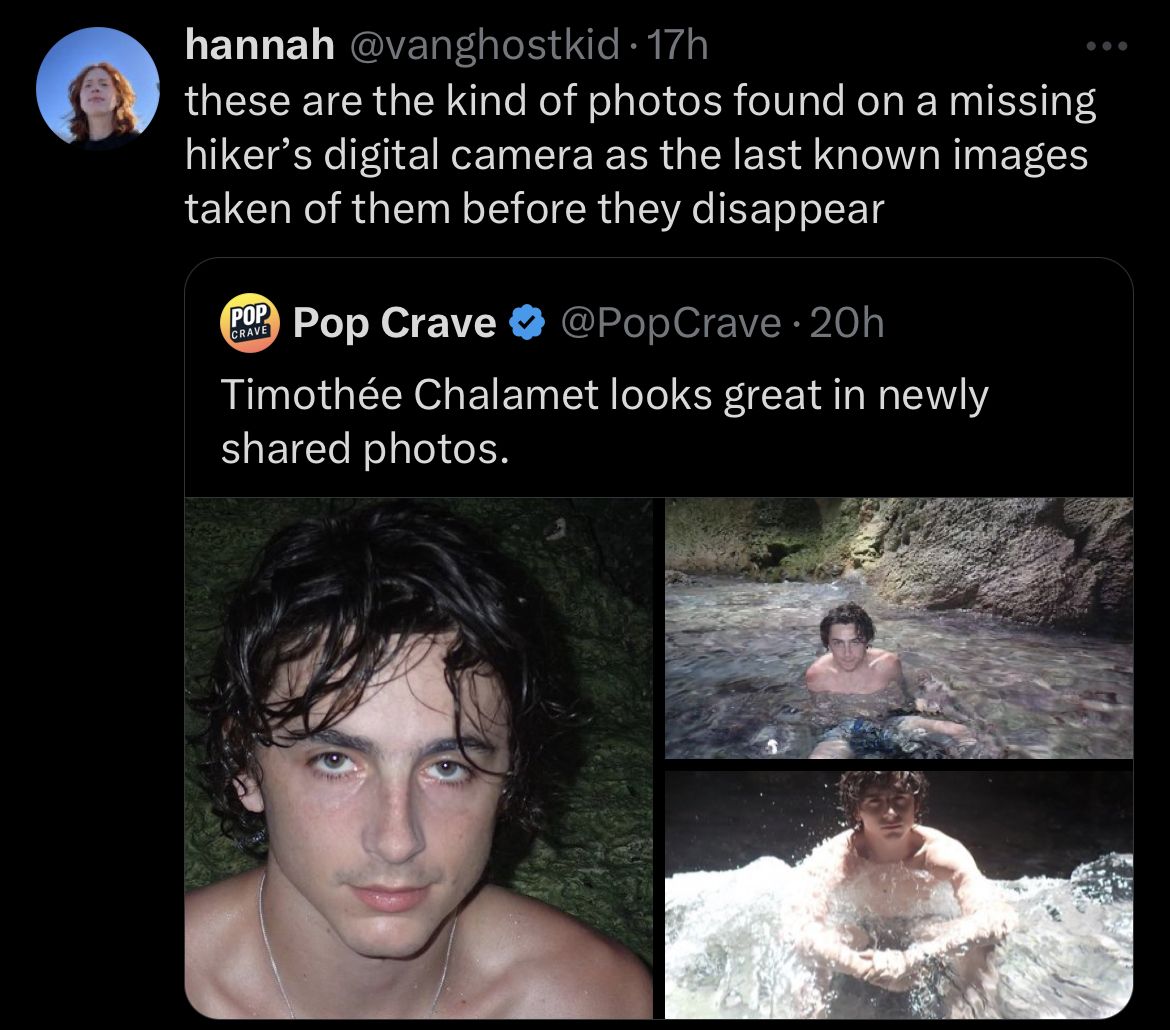 hannah @vanghostkid · 17h
these are the kind of photos found on a missing
hiker’s digital camera as the last known images
taken of them before they disappear
POP
CRAVE
Pop Crave @PopCrave · 20h
Timothée Chalamet looks great in newly
shared photos.